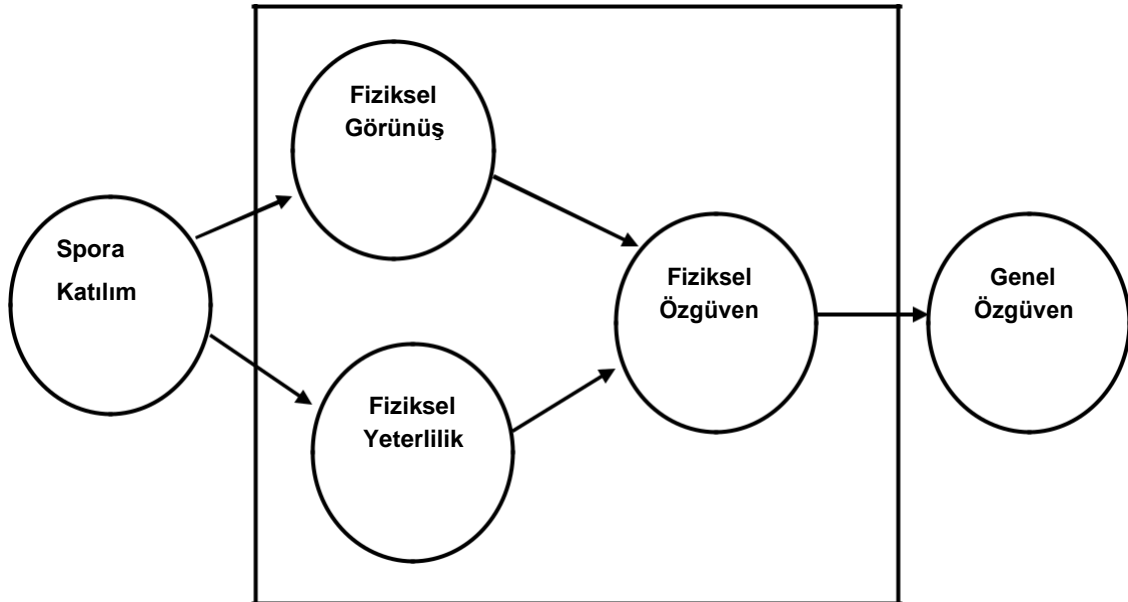 Spora
Katılım
Fiziksel
Görünüş
Fiziksel
Yeterlilik
Fiziksel
Özgüven
Genel
Özgüven